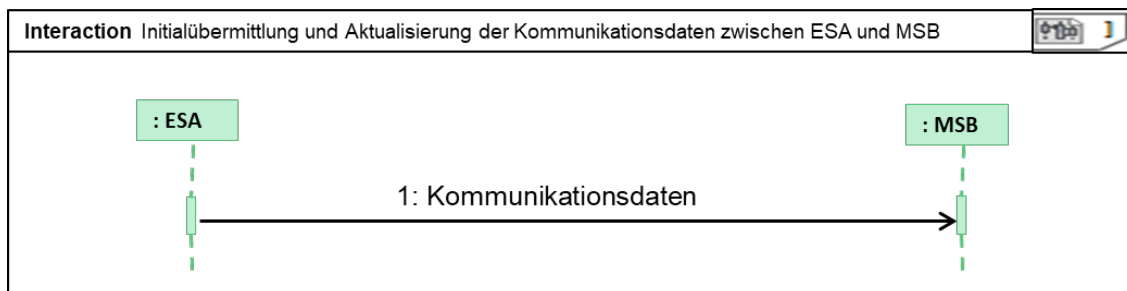 Interaction Initialübermittlung und Aktualisierung der Kommunikationsdaten zwischen ESA und MSB
: ESA
: MSB
1: Kommunikationsdaten